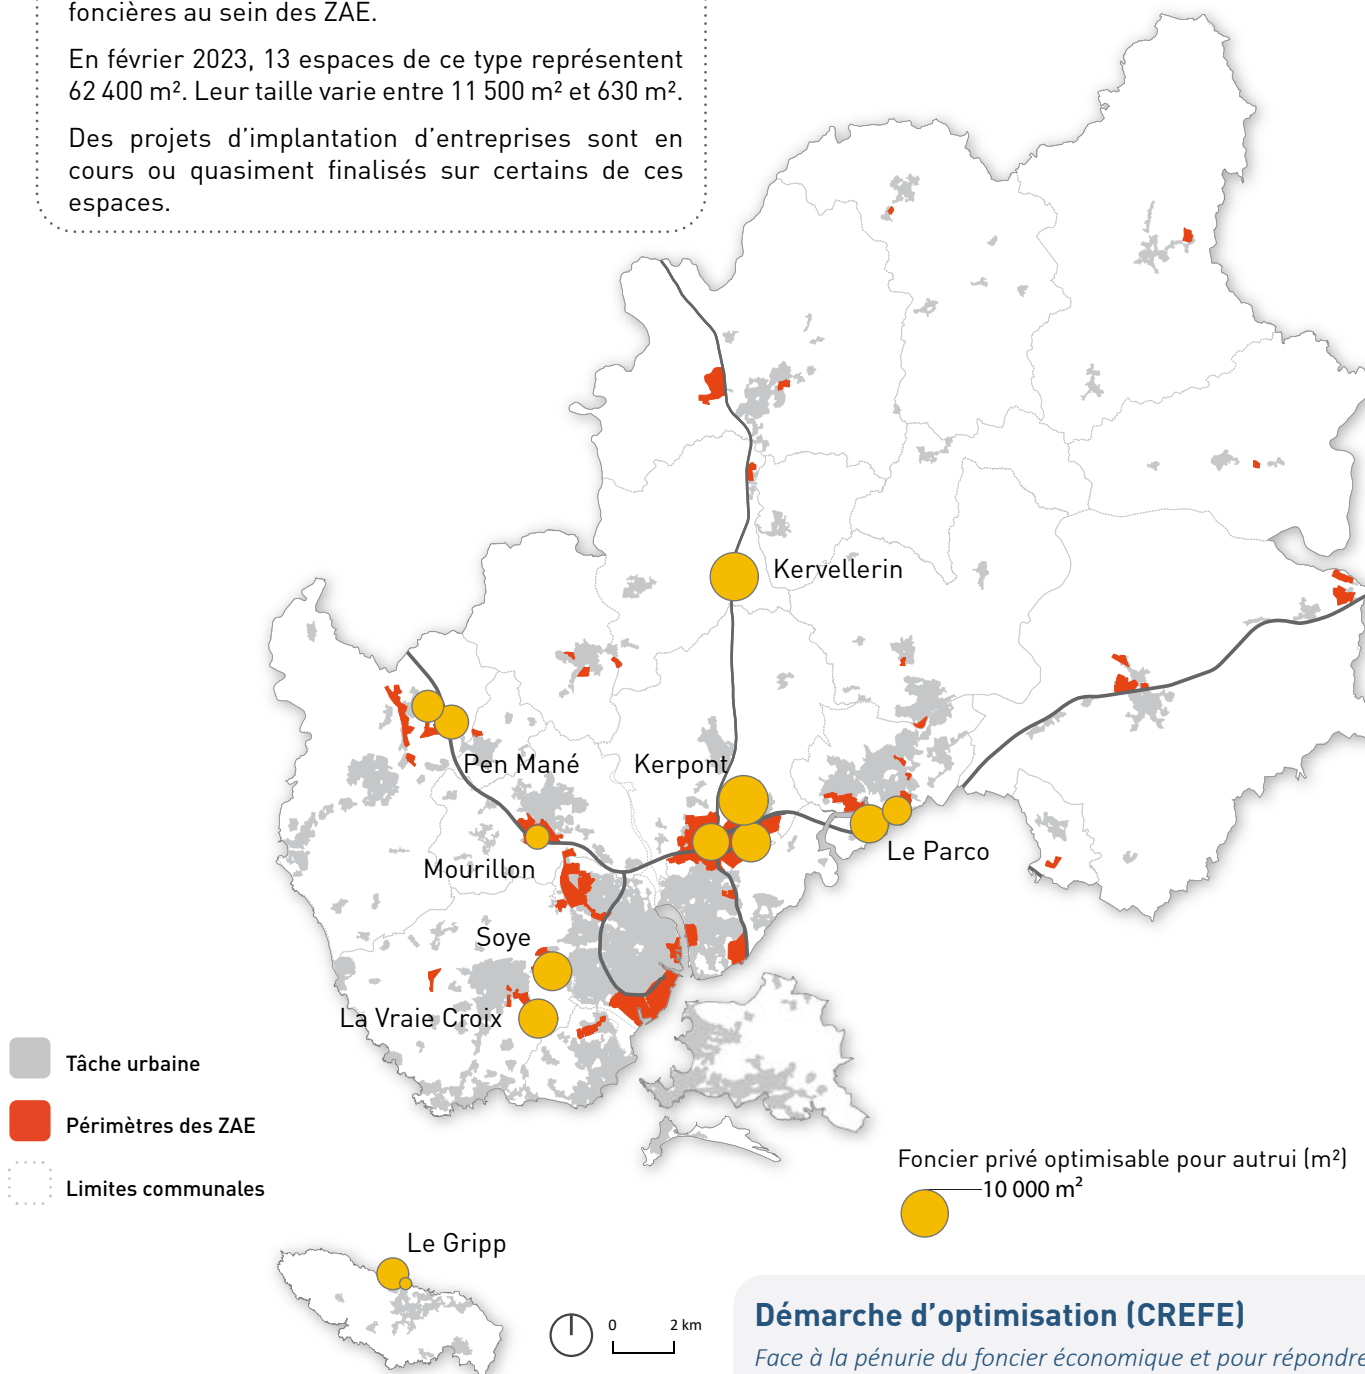 foncières au sein des ZAE.
En février 2023, 13 espaces de ce type représentent
62 400 m². Leur taille varie entre 11 500 m² et 630 m².
Des projets d’implantation d’entreprises sont en
cours ou quasiment finalisés sur certains de ces
espaces.
Kervellerin
Pen Mané
Kerpont
Mourillon
Le Parco
Soye
La Vraie Croix
Tâche urbaine
Périmètres des ZAE
Limites communales
Foncier privé optimisable pour autrui (m²)
10 000 m²
Le Gripp
0 2 km
Démarche d’optimisation (CREFE)
Face à la pénurie du foncier économique et pour répondre